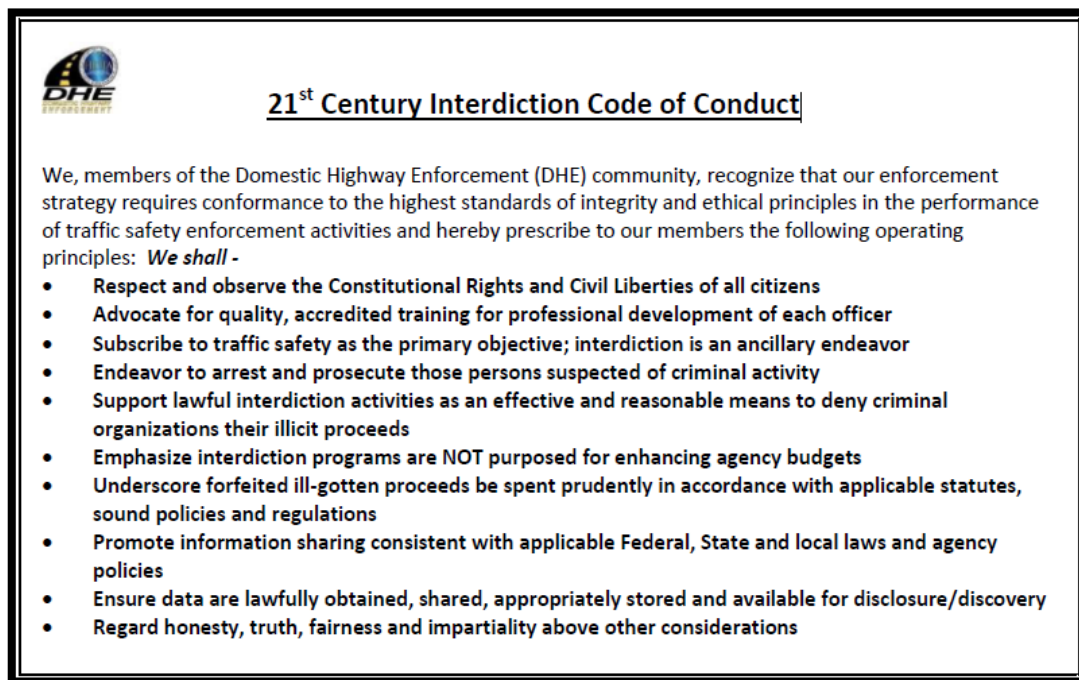 DHE
21st Century Interdiction Code of Conduct
We, members of the Domestic Highway Enforcement (DHE) community, recognize that our enforcement
strategy requires conformance to the highest standards of integrity and ethical principles in the performance
of traffic safety enforcement activities and hereby prescribe to our members the following operating
principles: We shall -
• Respect and observe the Constitutional Rights and Civil Liberties of all citizens
• Advocate for quality, accredited training for professional development of each officer
• Subscribe to traffic safety as the primary objective; interdiction is an ancillary endeavor
• Endeavor to arrest and prosecute those persons suspected of criminal activity
• Support lawful interdiction activities as an effective and reasonable means to deny criminal
organizations their illicit proceeds
• Emphasize interdiction programs are NOT purposed for enhancing agency budgets
• Underscore forfeited ill-gotten proceeds be spent prudently in accordance with applicable statutes,
sound policies and regulations
• Promote information sharing consistent with applicable Federal, State and local laws and agency
policies
• Ensure data are lawfully obtained, shared, appropriately stored and available for disclosure/discovery
• Regard honesty, truth, fairness and impartiality above other considerations